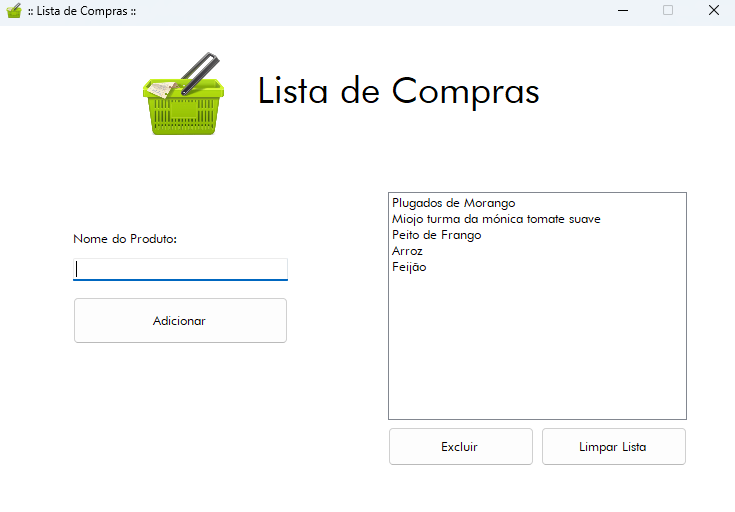 :: Lista de Compras ::
Lista de Compras
Nome do Produto:
Adicionar
Plugados de Morango
Miojo turma da mónica tomate suave
Peito de Frango
Arroz
Feijão
Excluir
Limpar Lista